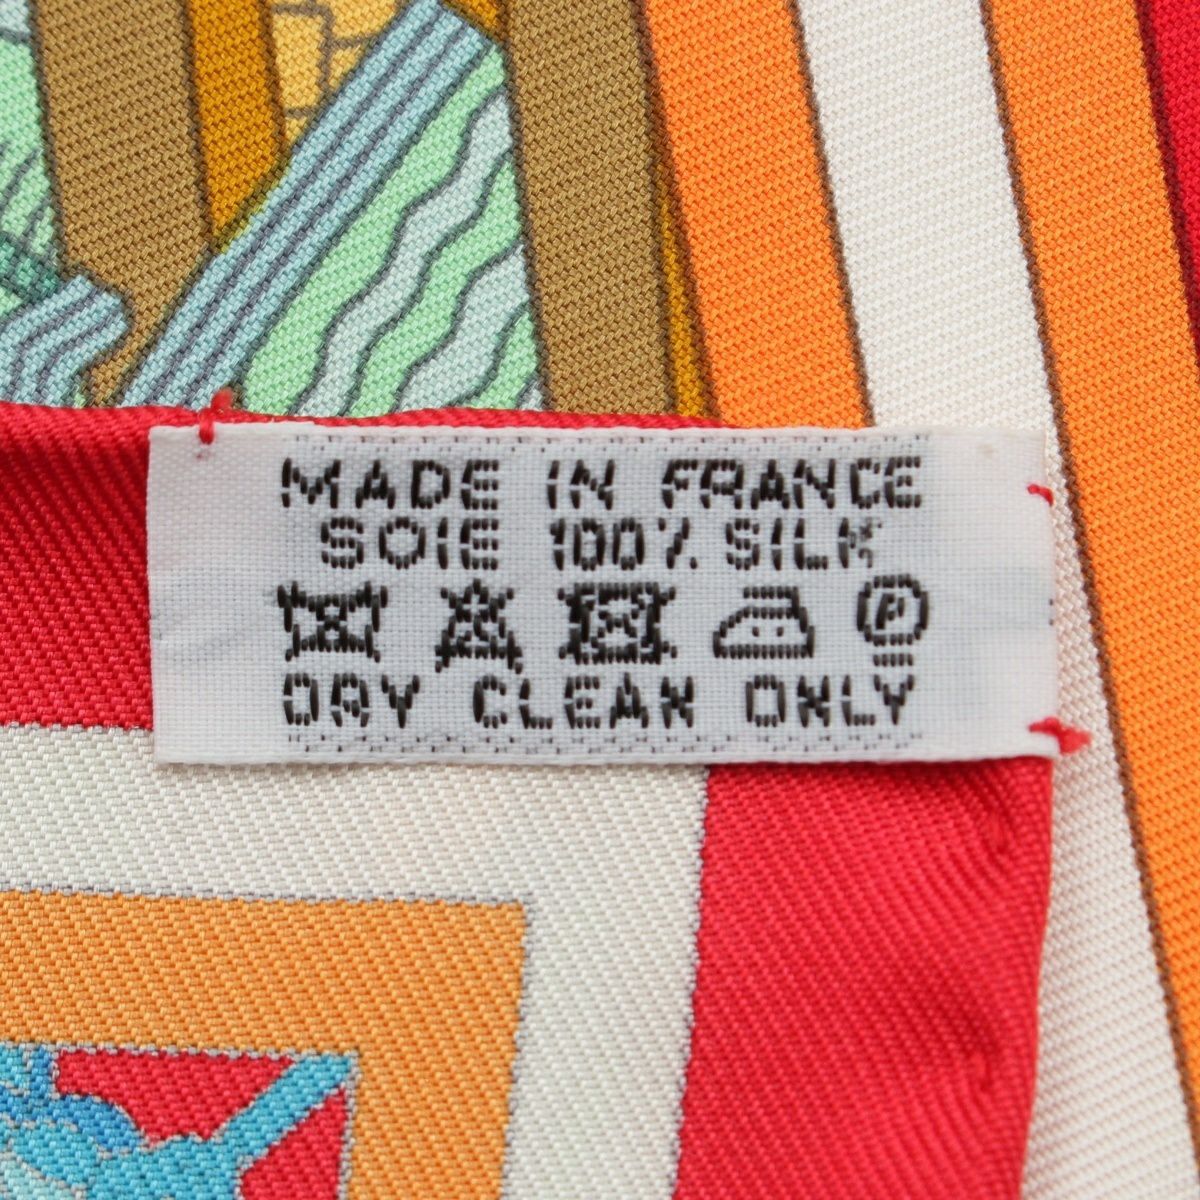 MADE IN FRANCE
SOIE 100% SILK
P
DRY CLEAN ONLY